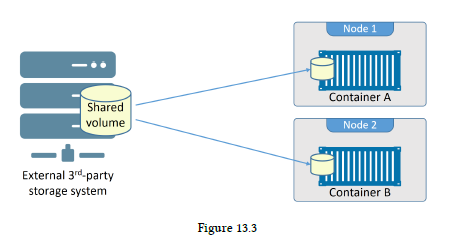 Shared
volume
External 3rd-party
storage system
Node 1
Container A
Node 2
Container B
Figure 13.3